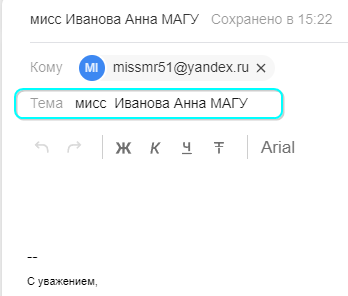 мисс Иванова Анна МАГУ Сохранено в 15:22
Кому MI missmr51@yandex.ru ×
Тема мисс Иванова Анна МАГУ
Ж К Ч Т Arial
--
С уважением,